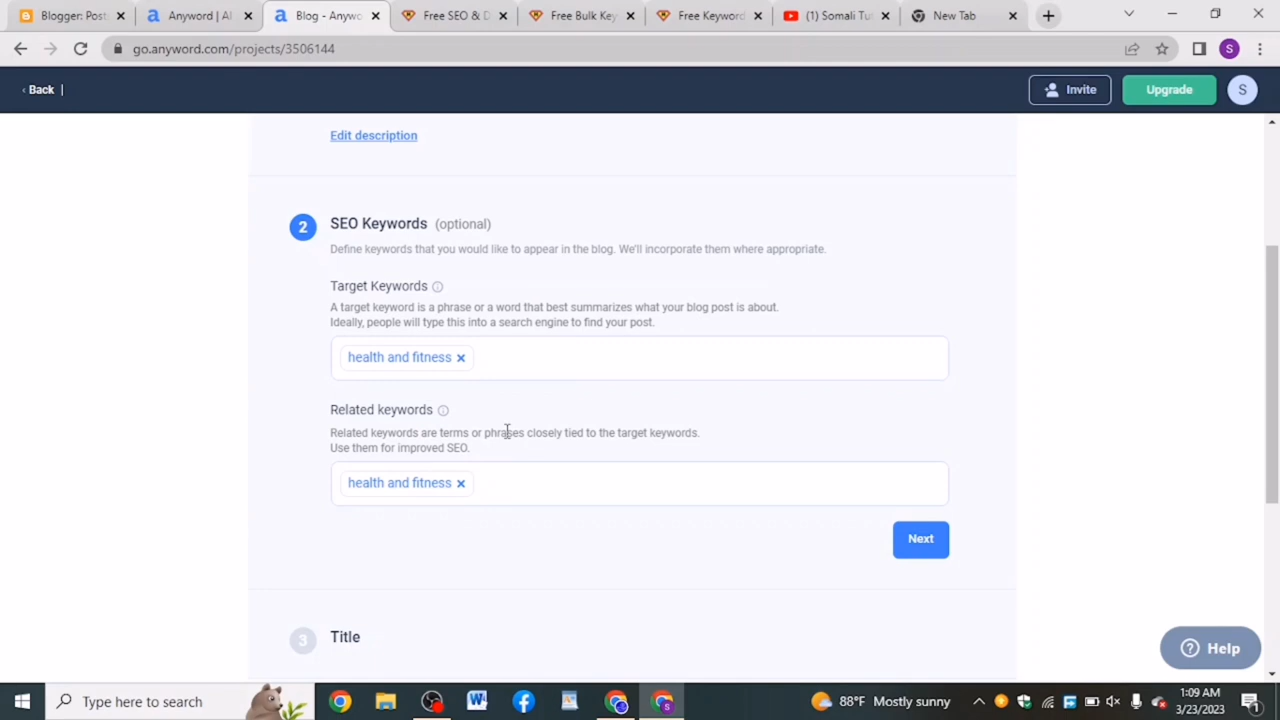 Blogger: Post
Anyword | AI
Blog - Anywo
Free SEO & D
Free Bulk Key
Free Keyword
(1) Somali Tut
New Tab
go.anyword.com/projects/3506144
S
Back |
Invite
Upgrade
S
Edit description
2
SEO Keywords (optional)
Define keywords that you would like to appear in the blog. We'll incorporate them where appropriate.
Target Keywords
A target keyword is a phrase or a word that best summarizes what your blog post is about.
Ideally, people will type this into a search engine to find your post.
health and fitness
Related keywords
Related keywords are terms or phrases closely tied to the target keywords.
Use them for improved SEO.
health and fitness
Next
3
Title
Help
Type here to search
88°F Mostly sunny
1:09 AM
3/23/2023